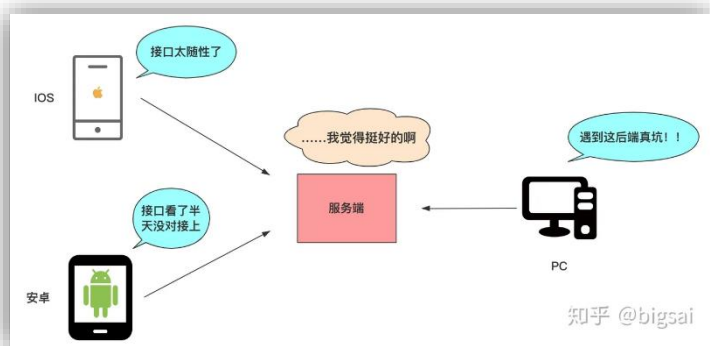 接口太随性了
IOS
……我觉得挺好的啊
遇到这后端真坑！！
接口看了半
天没对接上
服务端
PC
安卓
知乎 @bigsai